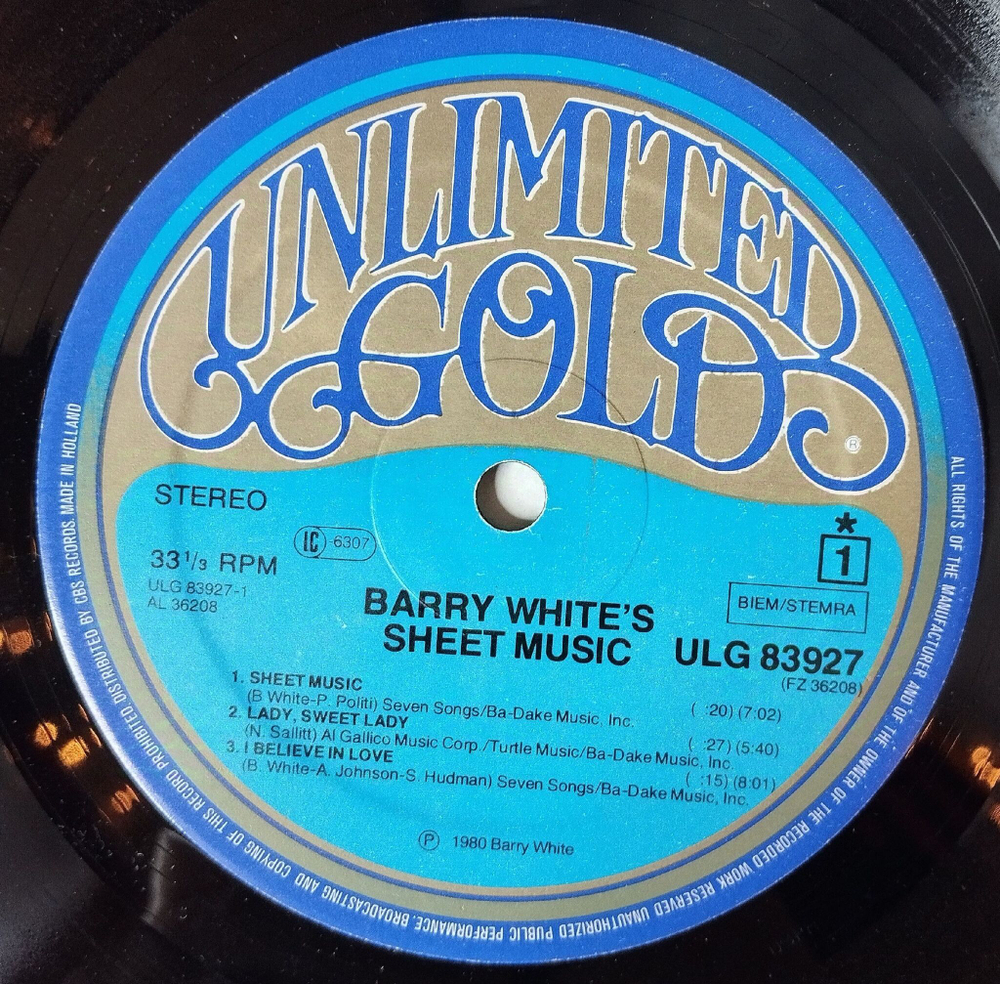 UNLIMITED
GOLD
®
STEREO
33 1/3 RPM
ULG 83927-1
AL 36208
IC -6307
*
1
BIEM/STEMRA
BARRY WHITE'S
SHEET MUSIC
ULG 83927
(FZ 36208)
1. SHEET MUSIC
(B White-P. Politi) Seven Songs/Ba-Dake Music, Inc. ( :20) (7:02)
2. LADY, SWEET LADY
(N. Sallitt) Al Gallico Music Corp./Turtle Music/Ba-Dake Music, Inc. ( :27) (5:40)
3. I BELIEVE IN LOVE
(B. White-A. Johnson-S. Hudman) Seven Songs/Ba-Dake Music, Inc. ( :15) (8:01)
℗ 1980 Barry White
ALL RIGHTS OF THE MANUFACTURER AND OF THE OWNER OF THE RECORDED WORK RESERVED UNAUTHORIZED PUBLIC PERFORMANCE, BROADCASTING AND COPYING OF THIS RECORD PROHIBITED. DISTRIBUTED BY CBS RECORDS. MADE IN HOLLAND